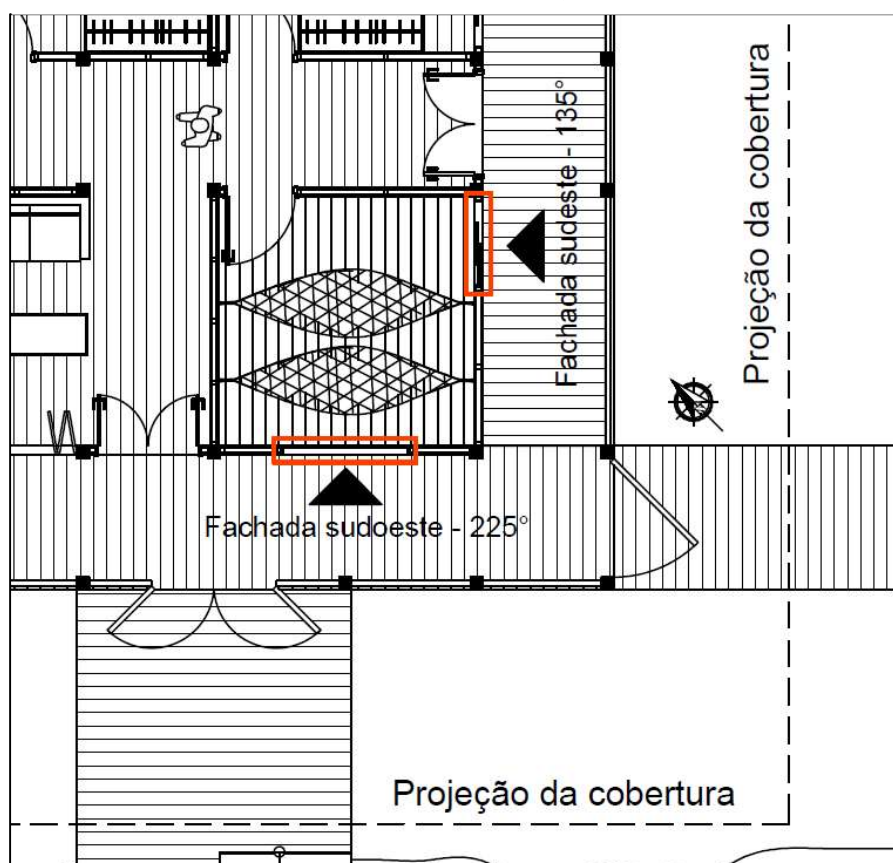 Fachada sudeste - 135°
Projeção da cobertura
Fachada sudoeste - 225°
Projeção da cobertura